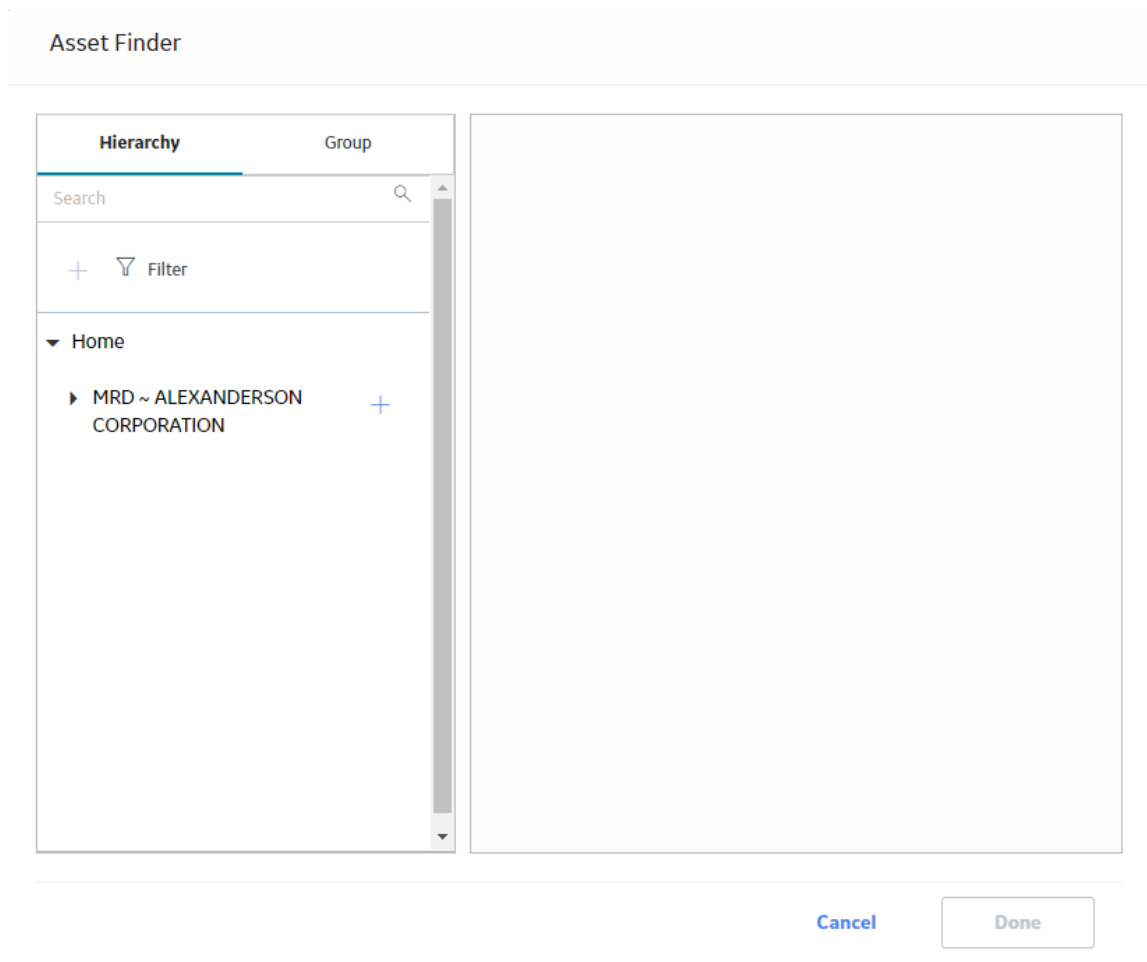 Asset Finder
Hierarchy
Group
Search
Filter
Home
MRD ~ ALEXANDERSON
CORPORATION
Cancel
Done